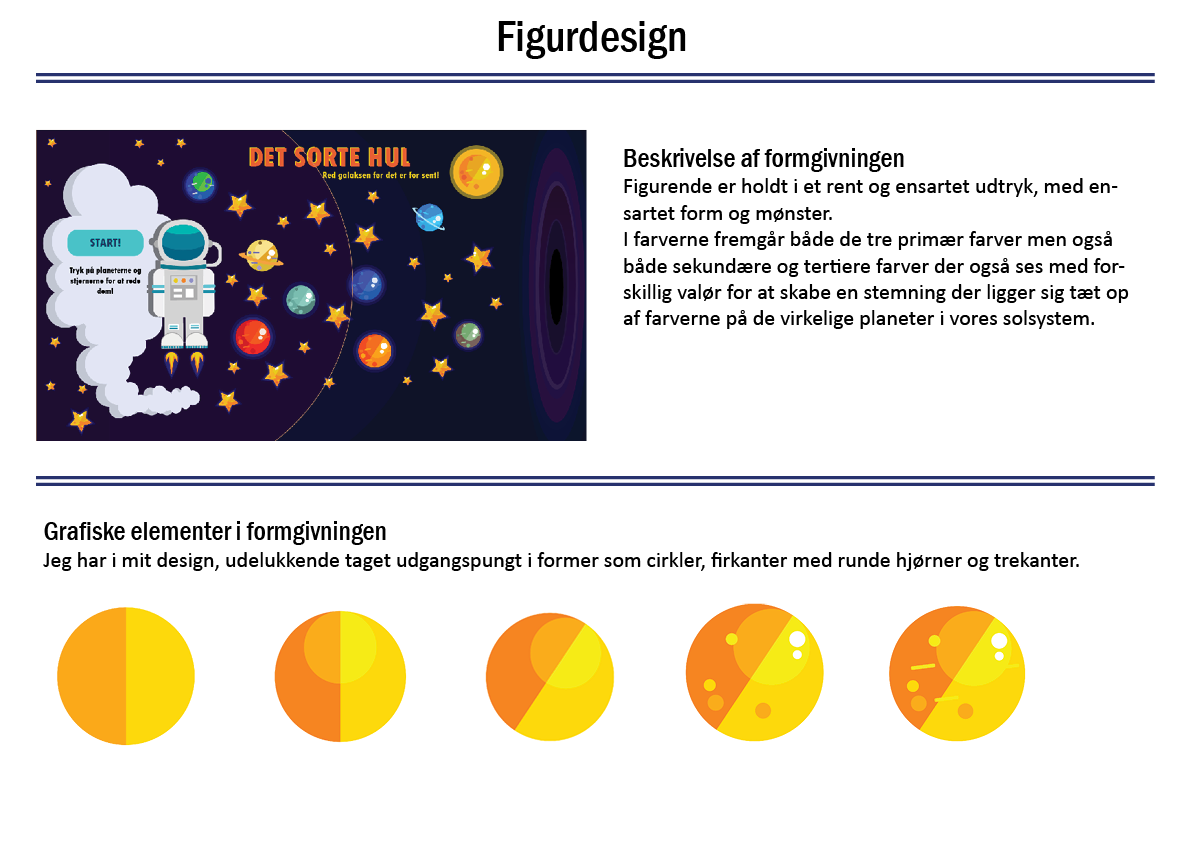 Figurdesign
DET SORTE HUL
Red galaksen før det er for sent!
START!
Tryk på planeterne og
stjernerne for at rede
dem!
Beskrivelse af formgivningen
Figurende er holdt i et rent og ensartet udtryk, med en-
sartet form og mønster.
I farverne fremgår både de tre primær farver men også
både sekundære og tertiere farver der også ses med for-
skillig valør for at skabe en stemning der ligger sig tæt op
af farverne på de virkelige planeter i vores solsystem.
Grafiske elementer i formgivningen
Jeg har i mit design, udelukkende taget udgangspungt i former som cirkler, firkanter med runde hjørner og trekanter.